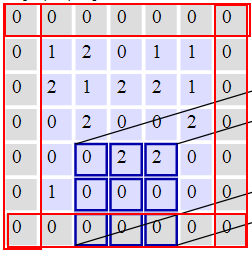 0 0 0 0 0 0 0
0 1 2 0 1 1 0
0 2 1 2 2 1 0
0 0 2 0 0 2 0
0 0 0 2 2 0 0
0 1 0 0 0 0 0
0 0 0 0 0 0 0